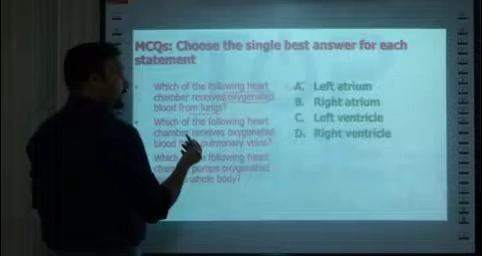 MCQs: Choose the single best answer for each
statement
Which of the following heart
chamber receives oxygenated
blood from lungs?
Which of the following heart
chamber receives oxygenated
blood pulmonary veins?
Which following heart
pumps oxygenated
whole body?
A. Left atrium
B. Right atrium
C. Left ventricle
D. Right ventricle